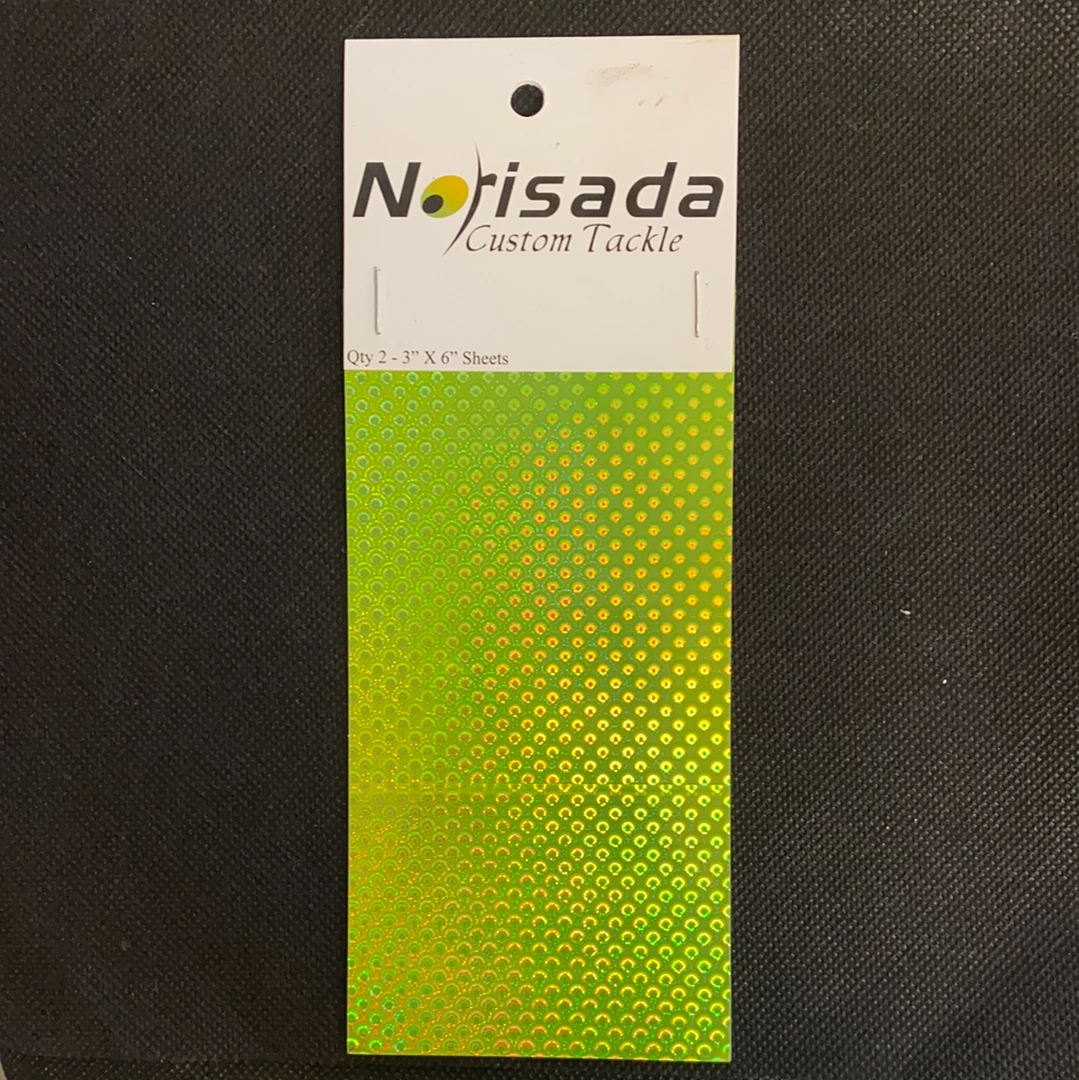 Norisada
Custom Tackle
Qty 2 - 3” X 6” Sheets